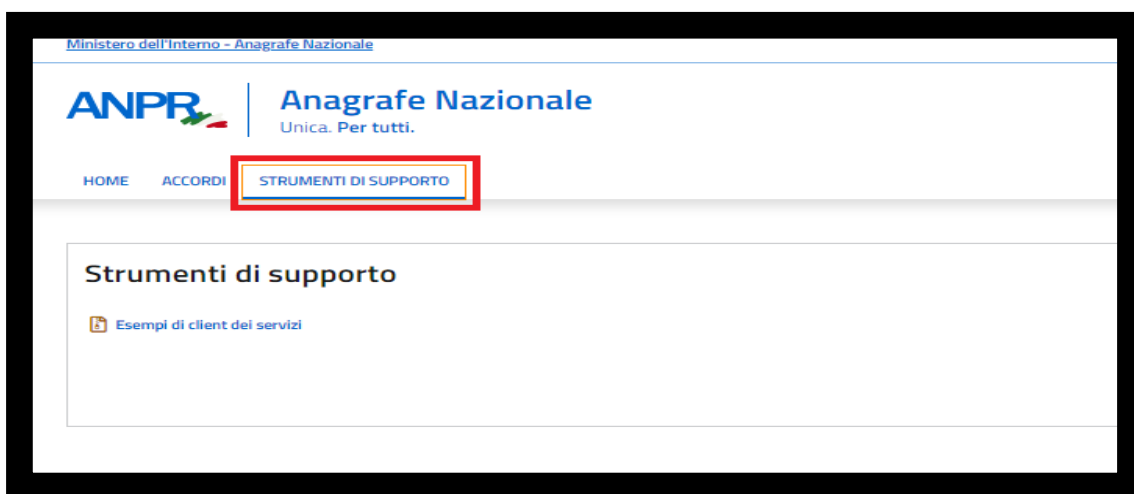 Ministero dell'Interno - Anagrafe Nazionale
ANPR
Anagrafe Nazionale
Unica. Per tutti.
HOME ACCORDI STRUMENTI DI SUPPORTO
Strumenti di supporto
Esempi di client dei servizi